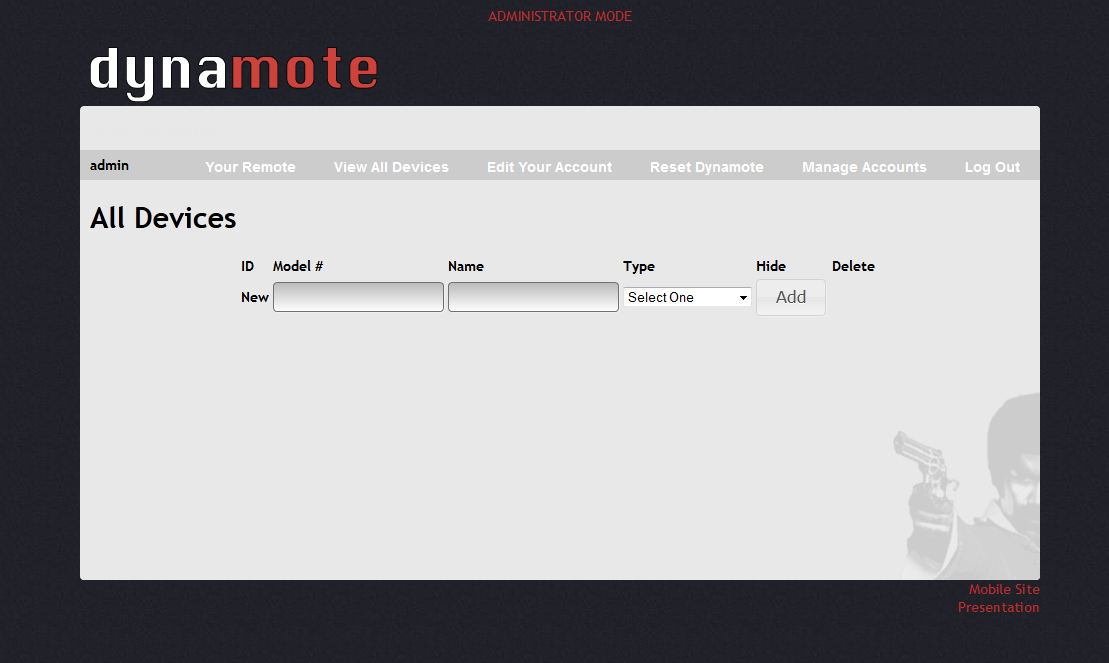 ADMINISTRATOR MODE
dynamote
admin Your Remote View All Devices Edit Your Account Reset Dynamote Manage Accounts Log Out
All Devices
ID Model # Name Type Hide Delete
New Select One Add
Mobile Site
Presentation